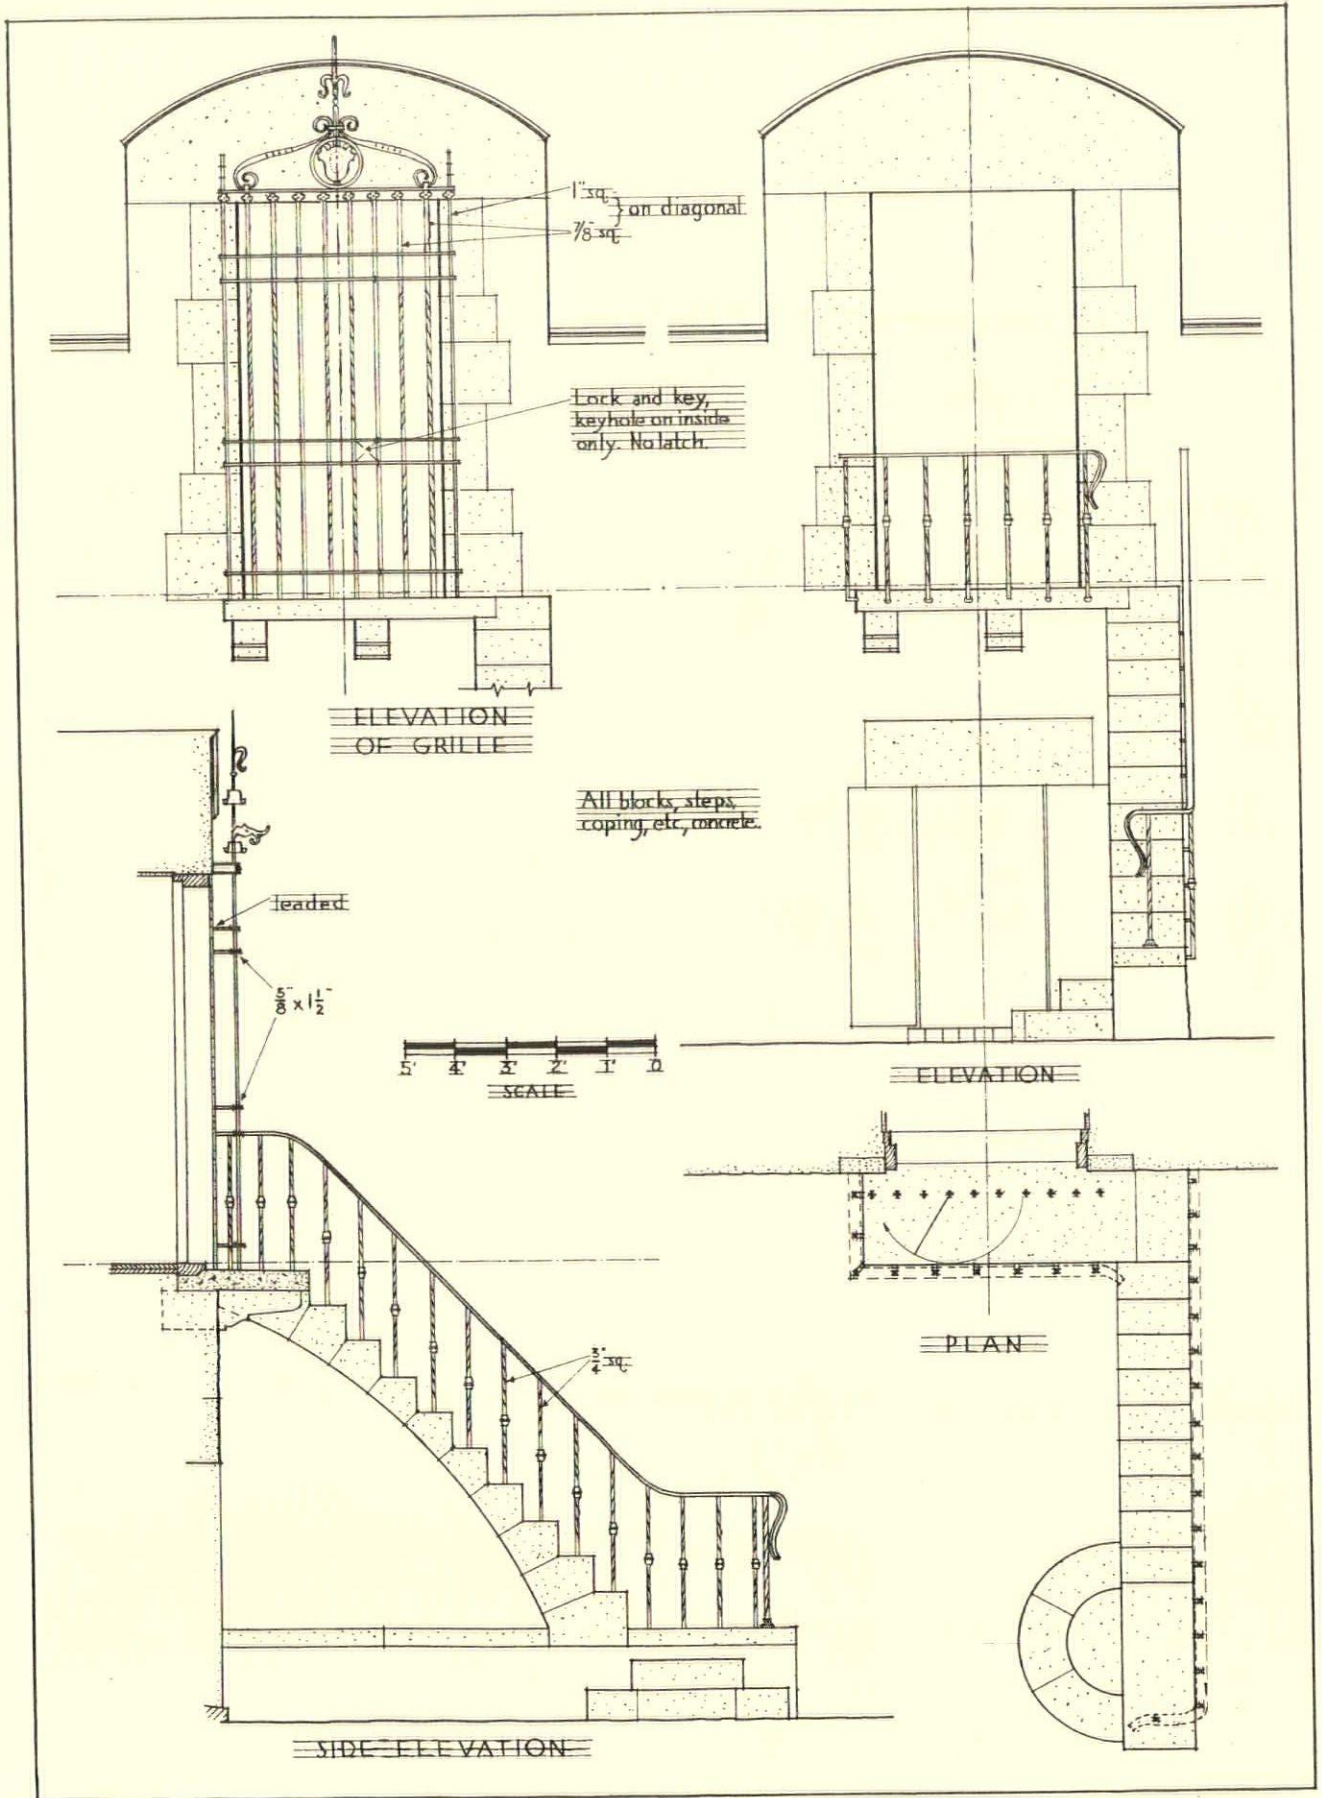 1" sq.
} on diagonal
7/8" sq.
Lock and key,
keyhole on inside
only. No latch.
ELEVATION
OF GRILLE
All blocks, steps,
coping, etc, concrete.
leaded
5/8" x 1 1/2"
5' 4' 3' 2' 1' 0
SCALE
ELEVATION
3/4" sq.
PLAN
SIDE ELEVATION